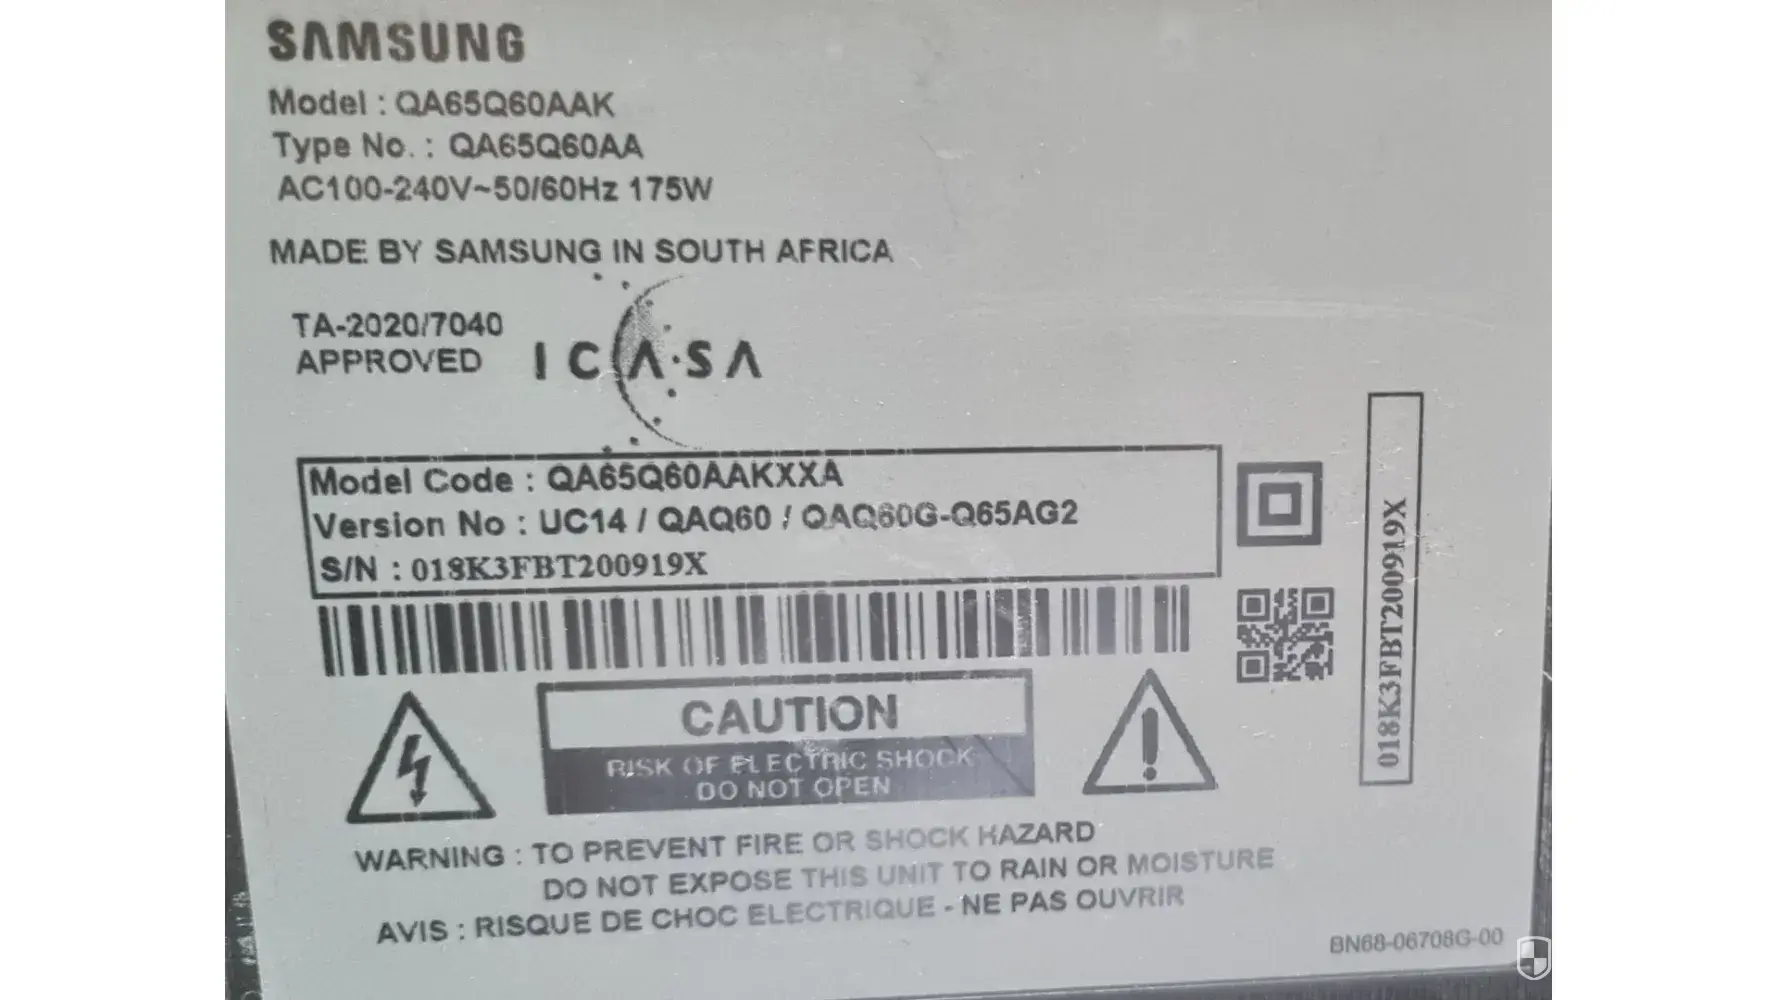 SAMSUNG
Model : QA65Q60AAK
Type No. : QA65Q60AA
AC100-240V~50/60Hz 175W
MADE BY SAMSUNG IN SOUTH AFRICA
TA-2020/7040
APPROVED
ICASA
Model Code : QA65Q60AAKXXA
Version No : UC14 / QAQ60 / QAQ60G-Q65AG2
S/N : 018K3FBT200919X
018K3FBT200919X
CAUTION
RISK OF ELECTRIC SHOCK
DO NOT OPEN
WARNING : TO PREVENT FIRE OR SHOCK HAZARD
DO NOT EXPOSE THIS UNIT TO RAIN OR MOISTURE
AVIS : RISQUE DE CHOC ELECTRIQUE - NE PAS OUVRIR
BN68-06708G-00